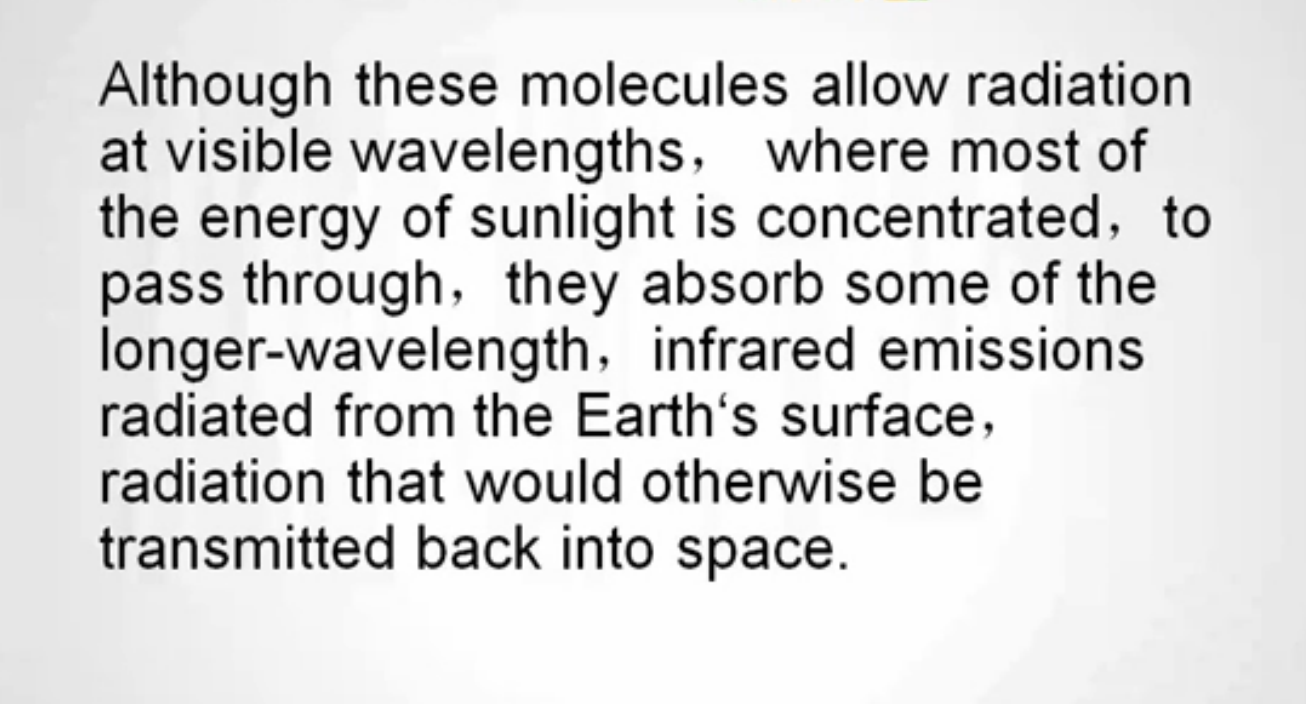 Although these molecules allow radiation
at visible wavelengths， where most of
the energy of sunlight is concentrated，to
pass through，they absorb some of the
longer-wavelength，infrared emissions
radiated from the Earth‘s surface，
radiation that would otherwise be
transmitted back into space.